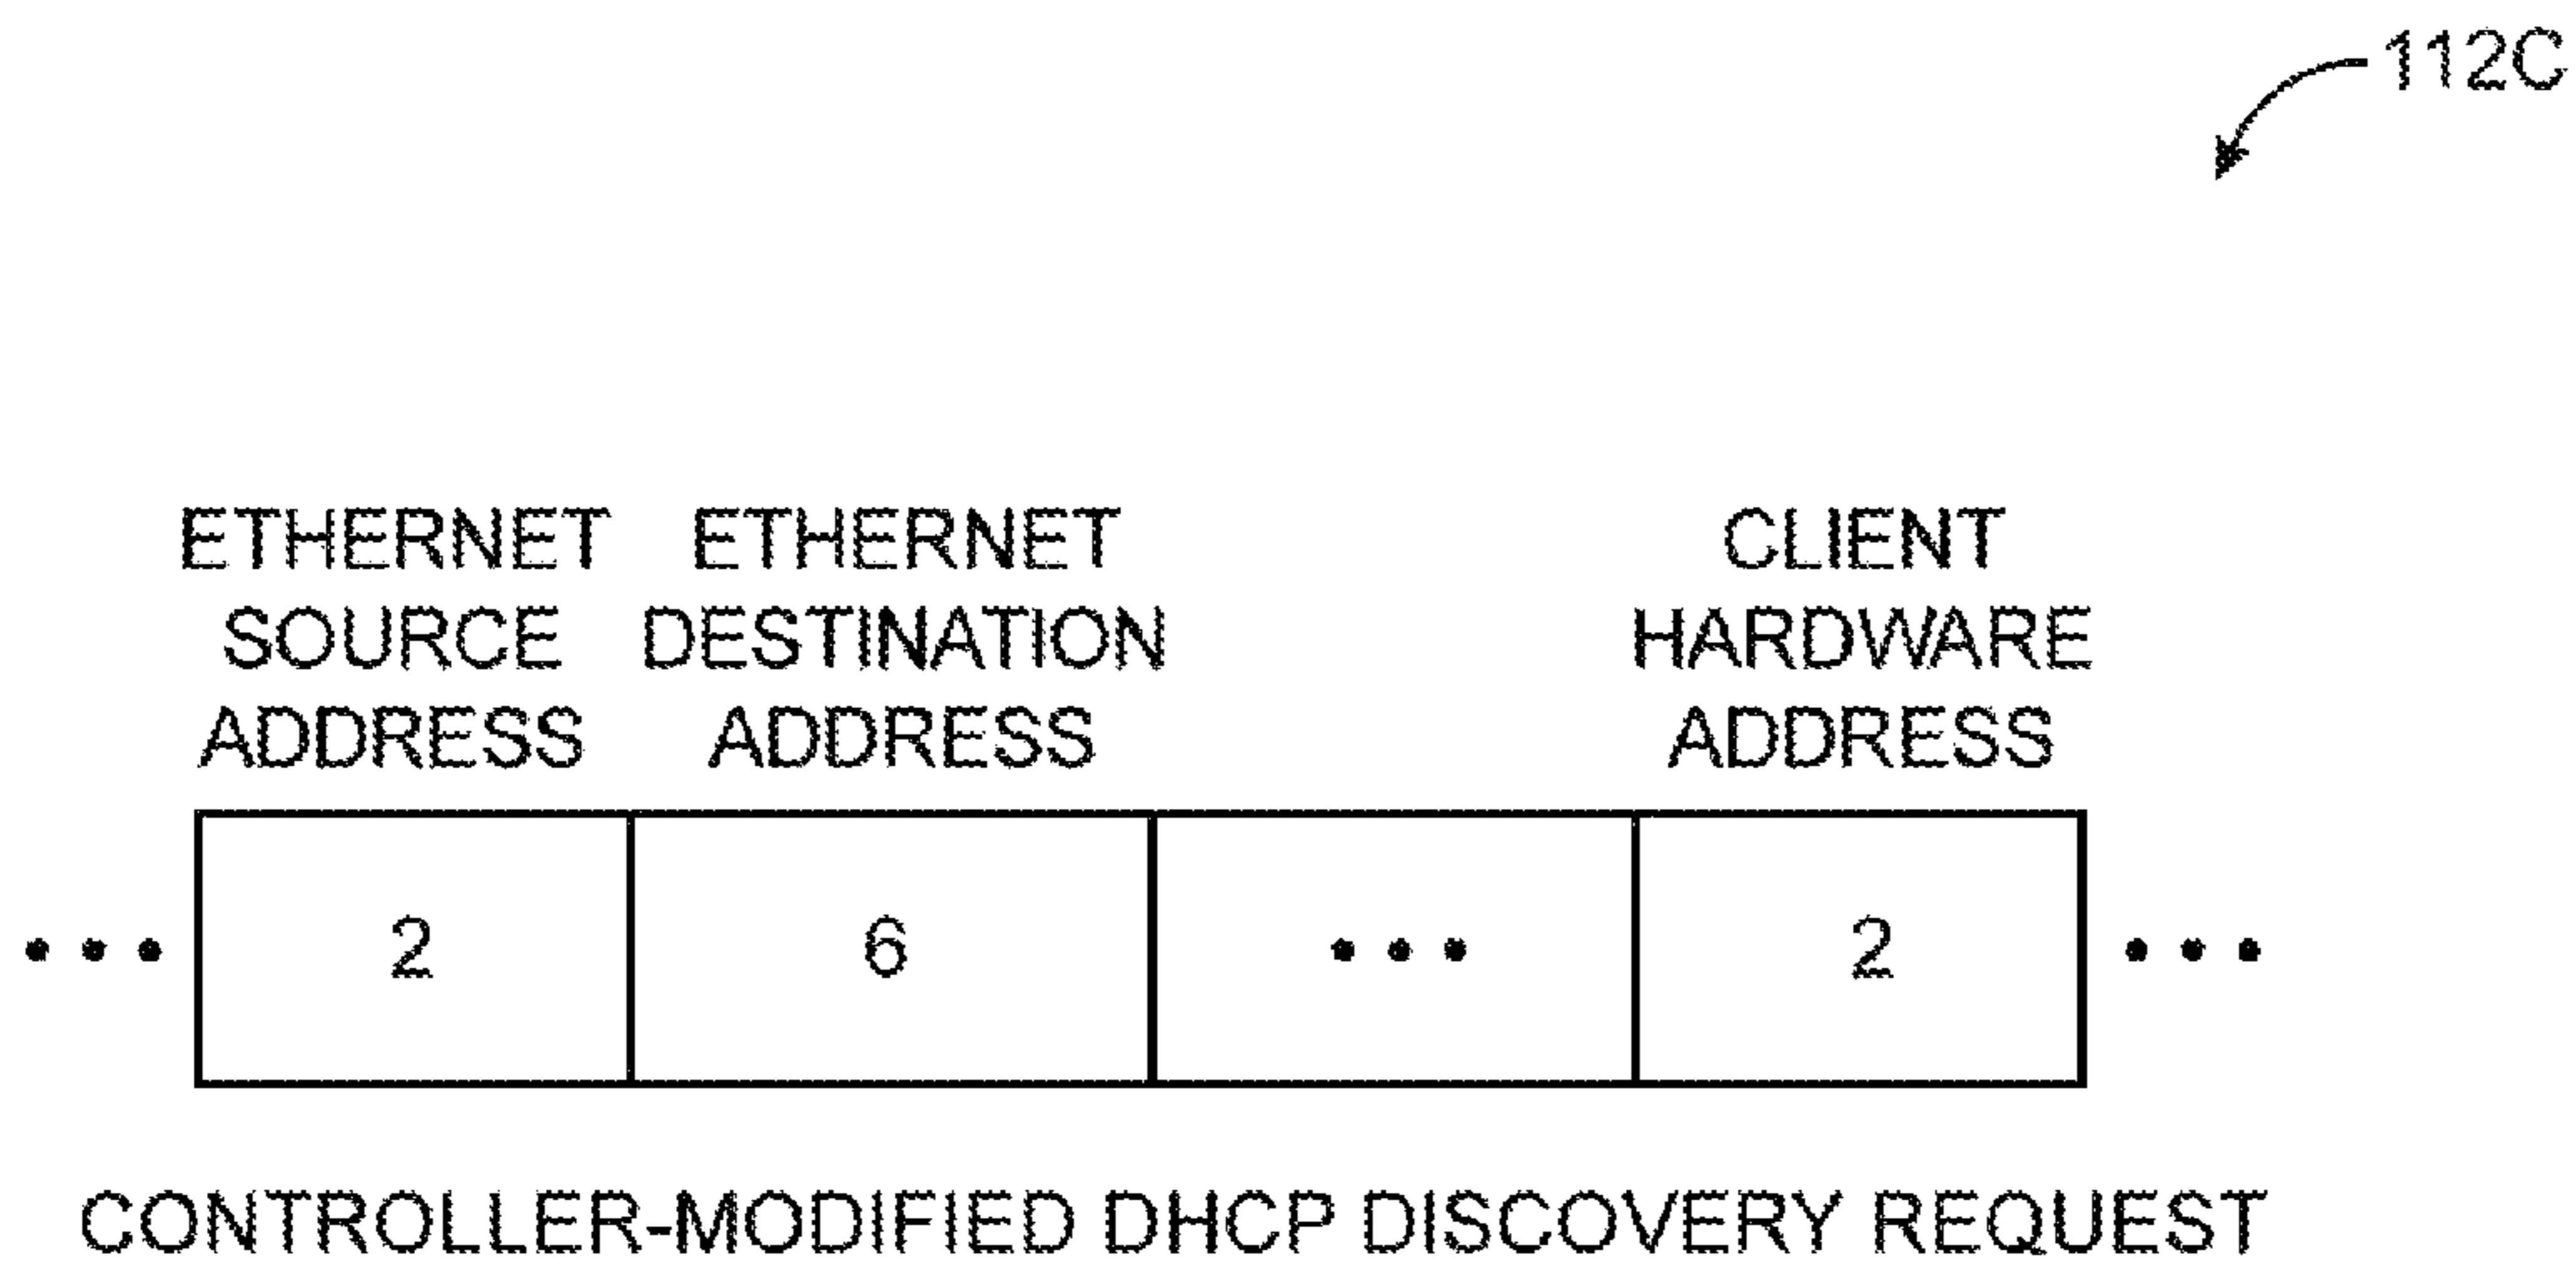 112C
ETHERNET ETHERNET CLIENT
SOURCE DESTINATION HARDWARE
ADDRESS ADDRESS ADDRESS
••• 2 6 ••• 2 •••
CONTROLLER-MODIFIED DHCP DISCOVERY REQUEST